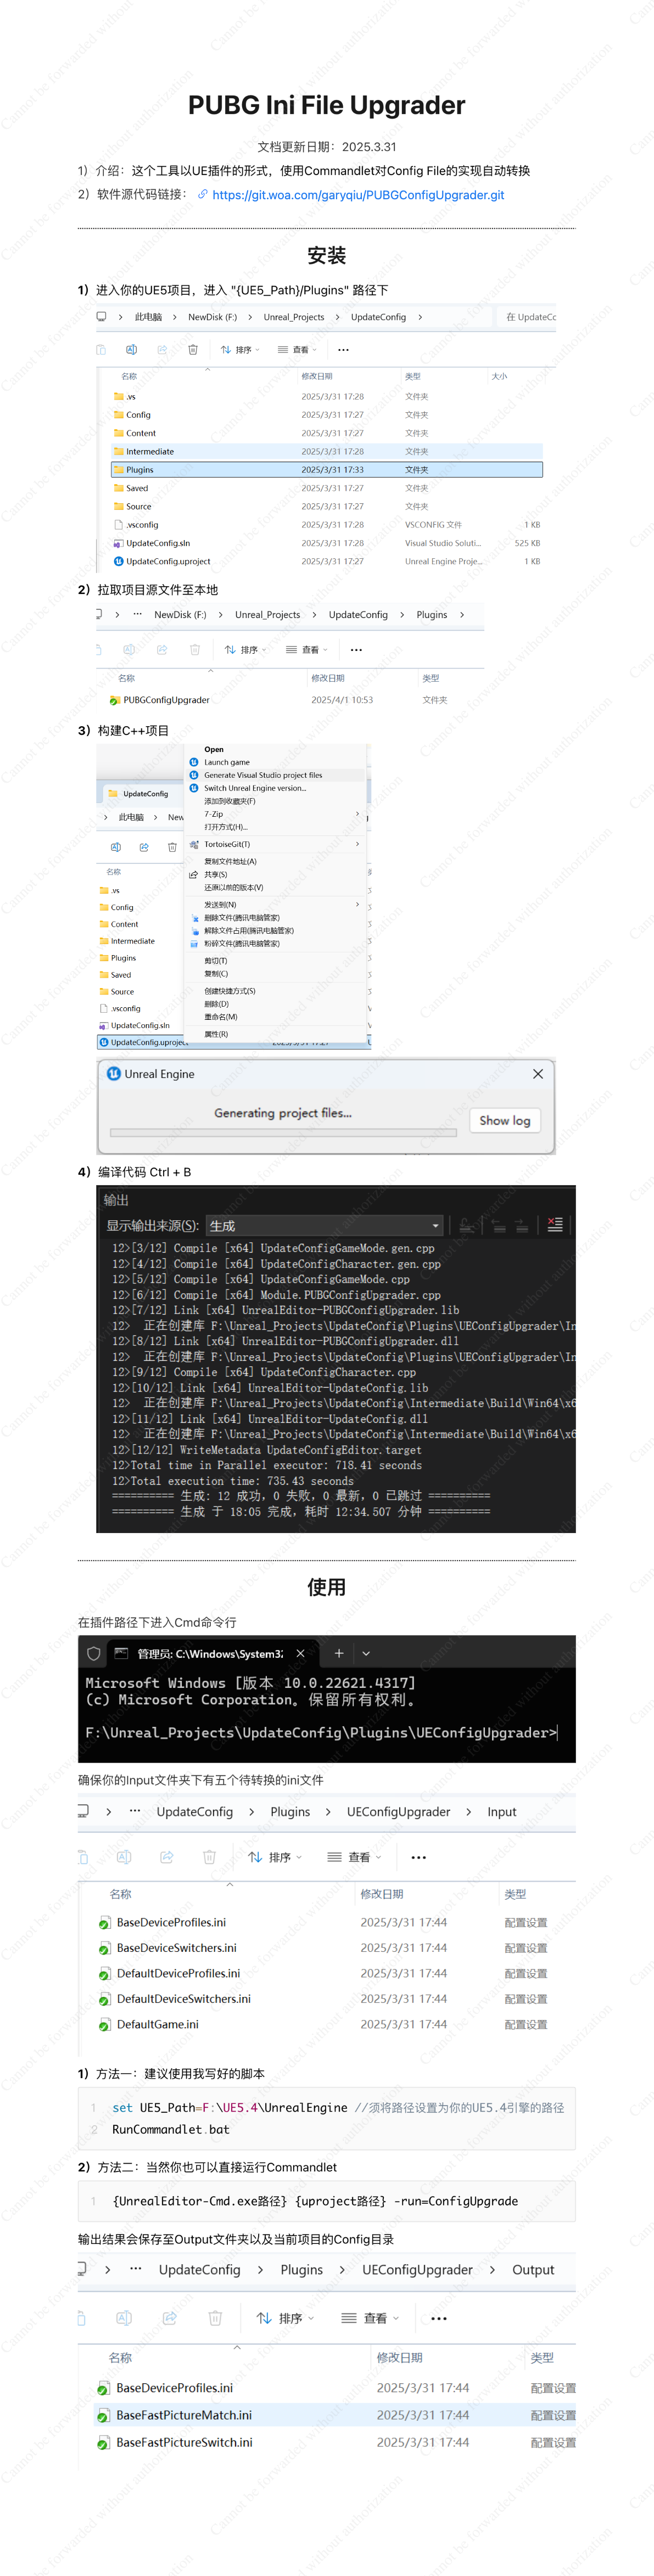 PUBG Ini File Upgrader
文档更新日期：2025.3.31
1）介绍：这个工具以UE插件的形式，使用Commandlet对Config File的实现自动转换
2）软件源代码链接： https://git.woa.com/garyqiu/PUBGConfigUpgrader.git
安装
1）进入你的UE5项目，进入 "{UE5_Path}/Plugins" 路径下
> 此电脑 > NewDisk (F:) > Unreal_Projects > UpdateConfig > 在 UpdateCc
排序 查看 ···
名称 修改日期 类型 大小
.vs 2025/3/31 17:28 文件夹
Config 2025/3/31 17:27 文件夹
Content 2025/3/31 17:27 文件夹
Intermediate 2025/3/31 17:28 文件夹
Plugins 2025/3/31 17:33 文件夹
Saved 2025/3/31 17:27 文件夹
Source 2025/3/31 17:27 文件夹
.vsconfig 2025/3/31 17:28 VSCONFIG 文件 1 KB
UpdateConfig.sln 2025/3/31 17:28 Visual Studio Soluti... 525 KB
UpdateConfig.uproject 2025/3/31 17:27 Unreal Engine Proje... 1 KB
2）拉取项目源文件至本地
> ··· NewDisk (F:) > Unreal_Projects > UpdateConfig > Plugins >
排序 查看 ···
名称 修改日期 类型
PUBGConfigUpgrader 2025/4/1 10:53 文件夹
3）构建C++项目
Open
Launch game
Generate Visual Studio project files
Switch Unreal Engine version...
添加到收藏夹(F)
7-Zip >
打开方式(H)...
TortoiseGit(T) >
复制文件地址(A)
共享(S)
还原以前的版本(V)
发送到(N) >
删除文件(腾讯电脑管家)
解除文件占用(腾讯电脑管家)
粉碎文件(腾讯电脑管家)
剪切(T)
复制(C)
创建快捷方式(S)
删除(D)
重命名(M)
属性(R)
UpdateConfig
> 此电脑 > New
名称
.vs
Config
Content
Intermediate
Plugins
Saved
Source
.vsconfig
UpdateConfig.sln
UpdateConfig.uproject
Unreal Engine
Generating project files...
Show log
4）编译代码 Ctrl + B
输出
显示输出来源(S): 生成
12>[3/12] Compile [x64] UpdateConfigGameMode.gen.cpp
12>[4/12] Compile [x64] UpdateConfigCharacter.gen.cpp
12>[5/12] Compile [x64] UpdateConfigGameMode.cpp
12>[6/12] Compile [x64] Module.PUBGConfigUpgrader.cpp
12>[7/12] Link [x64] UnrealEditor-PUBGConfigUpgrader.lib
12> 正在创建库 F:\Unreal_Projects\UpdateConfig\Plugins\UEConfigUpgrader\In
12>[8/12] Link [x64] UnrealEditor-PUBGConfigUpgrader.dll
12> 正在创建库 F:\Unreal_Projects\UpdateConfig\Plugins\UEConfigUpgrader\In
12>[9/12] Compile [x64] UpdateConfigCharacter.cpp
12>[10/12] Link [x64] UnrealEditor-UpdateConfig.lib
12> 正在创建库 F:\Unreal_Projects\UpdateConfig\Intermediate\Build\Win64\x6
12>[11/12] Link [x64] UnrealEditor-UpdateConfig.dll
12> 正在创建库 F:\Unreal_Projects\UpdateConfig\Intermediate\Build\Win64\x6
12>[12/12] WriteMetadata UpdateConfigEditor.target
12>Total time in Parallel executor: 718.41 seconds
12>Total execution time: 735.43 seconds
========== 生成: 12 成功，0 失败，0 最新，0 已跳过 ==========
========== 生成 于 18:05 完成，耗时 12:34.507 分钟 ==========
使用
在插件路径下进入Cmd命令行
管理员: C:\Windows\System32
Microsoft Windows [版本 10.0.22621.4317]
(c) Microsoft Corporation。保留所有权利。
F:\Unreal_Projects\UpdateConfig\Plugins\UEConfigUpgrader>
确保你的Input文件夹下有五个待转换的ini文件
> ··· UpdateConfig > Plugins > UEConfigUpgrader > Input
排序 查看 ···
名称 修改日期 类型
BaseDeviceProfiles.ini 2025/3/31 17:44 配置设置
BaseDeviceSwitchers.ini 2025/3/31 17:44 配置设置
DefaultDeviceProfiles.ini 2025/3/31 17:44 配置设置
DefaultDeviceSwitchers.ini 2025/3/31 17:44 配置设置
DefaultGame.ini 2025/3/31 17:44 配置设置
1）方法一：建议使用我写好的脚本
1 set UE5_Path=F:\UE5.4\UnrealEngine //须将路径设置为你的UE5.4引擎的路径
2 RunCommandlet.bat
2）方法二：当然你也可以直接运行Commandlet
1 {UnrealEditor-Cmd.exe路径} {uproject路径} -run=ConfigUpgrade
输出结果会保存至Output文件夹以及当前项目的Config目录
> ··· UpdateConfig > Plugins > UEConfigUpgrader > Output
排序 查看 ···
名称 修改日期 类型
BaseDeviceProfiles.ini 2025/3/31 17:44 配置设置
BaseFastPictureMatch.ini 2025/3/31 17:44 配置设置
BaseFastPictureSwitch.ini 2025/3/31 17:44 配置设置
Cannot be forwarded without authorization